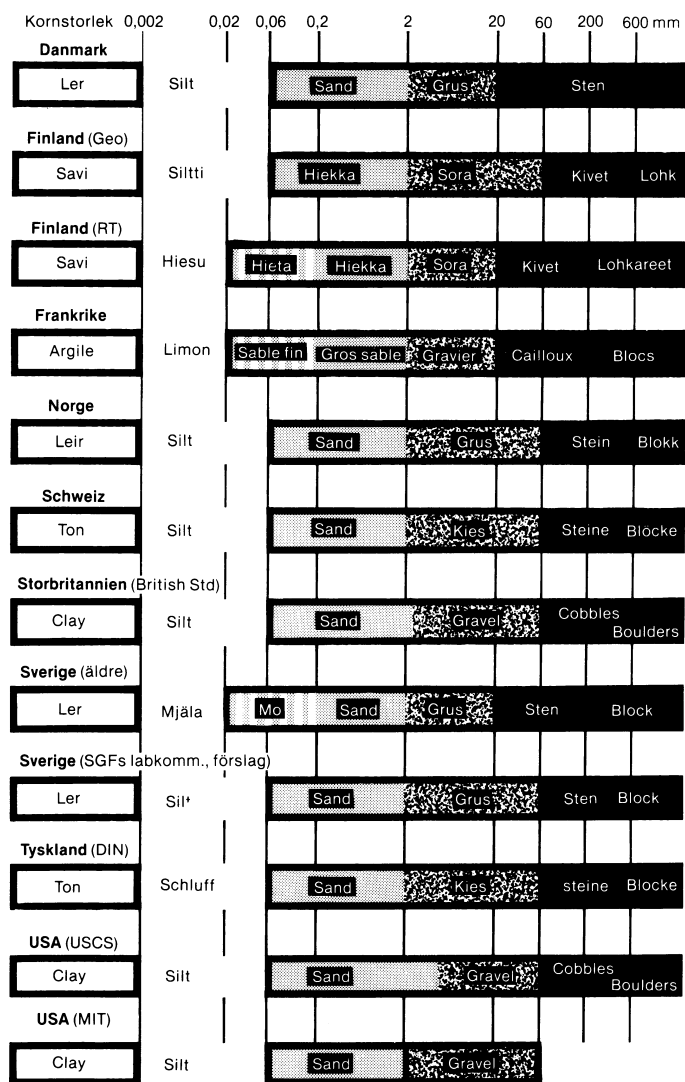 Kornstorlek 0,002 0,02 0,06 0,2 2 20 60 200 600 mm
Danmark
Ler Silt Sand Grus Sten
Finland (Geo)
Savi Siltti Hiekka Sora Kivet Lohk
Finland (RT)
Savi Hiesu Hieta Hiekka Sora Kivet Lohkareet
Frankrike
Argile Limon Sable fin Gros sable Gravier Cailloux Blocs
Norge
Leir Silt Sand Grus Stein Blokk
Schweiz
Ton Silt Sand Kies Steine Blöcke
Storbritannien (British Std)
Clay Silt Sand Gravel Cobbles
Boulders
Sverige (äldre)
Ler Mjäla Mo Sand Grus Sten Block
Sverige (SGFs labkomm., förslag)
Ler Silt Sand Grus Sten Block
Tyskland (DIN)
Ton Schluff Sand Kies steine Blocke
USA (USCS)
Clay Silt Sand Gravel Cobbles
Boulders
USA (MIT)
Clay Silt Sand Gravel